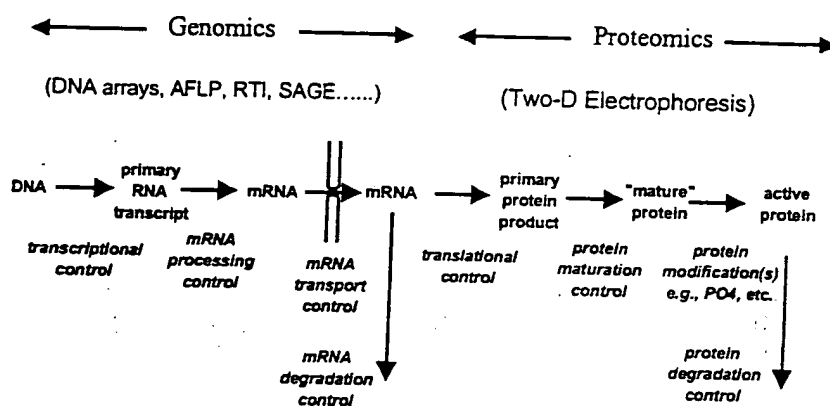 Genomics
Proteomics
(DNA arrays, AFLP, RTI, SAGE......)
(Two-D Electrophoresis)
DNA
primary
RNA
transcript
mRNA
mRNA
primary
protein
product
"mature"
protein
active
protein
transcriptional
control
mRNA
processing
control
mRNA
transport
control
translational
control
protein
maturation
control
protein
modification(s)
e.g., PO4, etc.
mRNA
degradation
control
protein
degradation
control